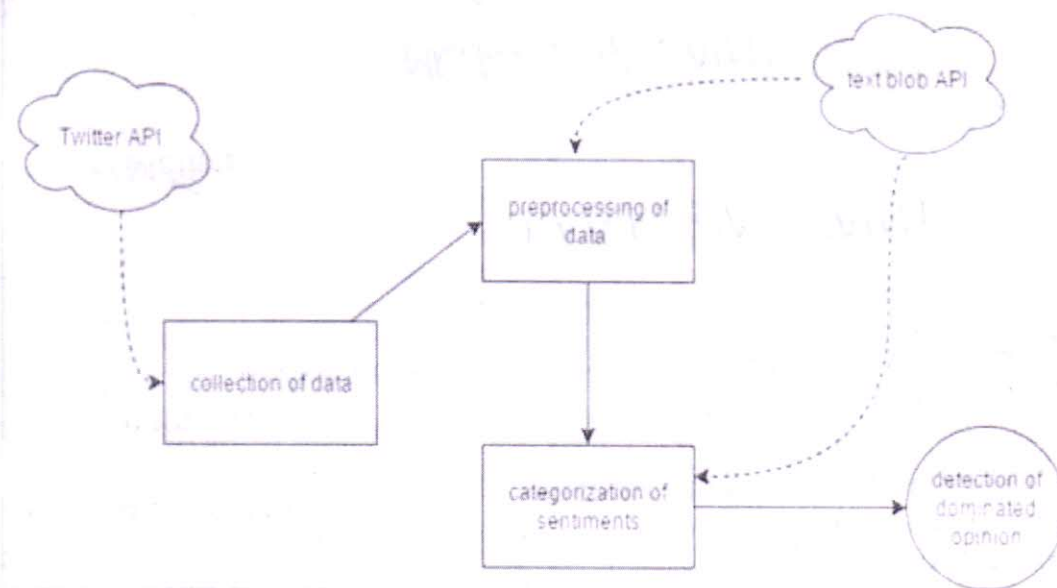 text blob API
Twitter API
preprocessing of
data
collection of data
categorization of
sentiments
detection of
dominated
opinion